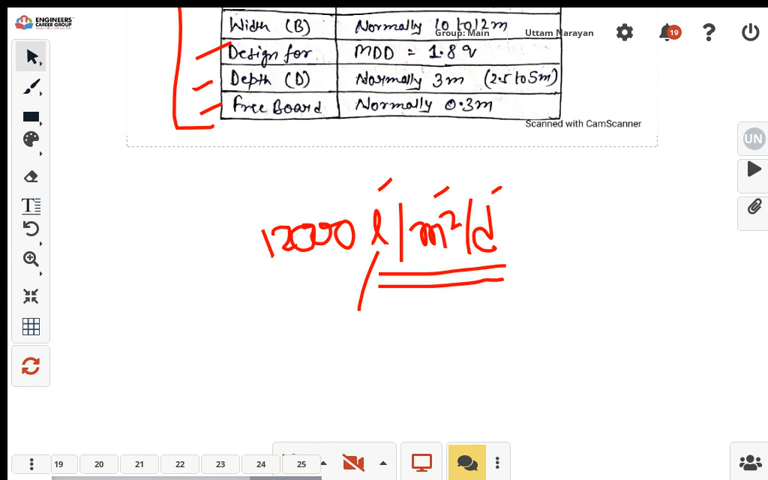 ENGINEERS
CAREER GROUP
Width (B) Normally 10 to 12m
Group: Main Uttam Narayan 19
Design for MDD = 1.8 q
Depth (D) Normally 3m (2.5 to 5m)
Free Board Normally 0.3m
Scanned with CamScanner
UN
12000 l/m²/d
19 20 21 22 23 24 25